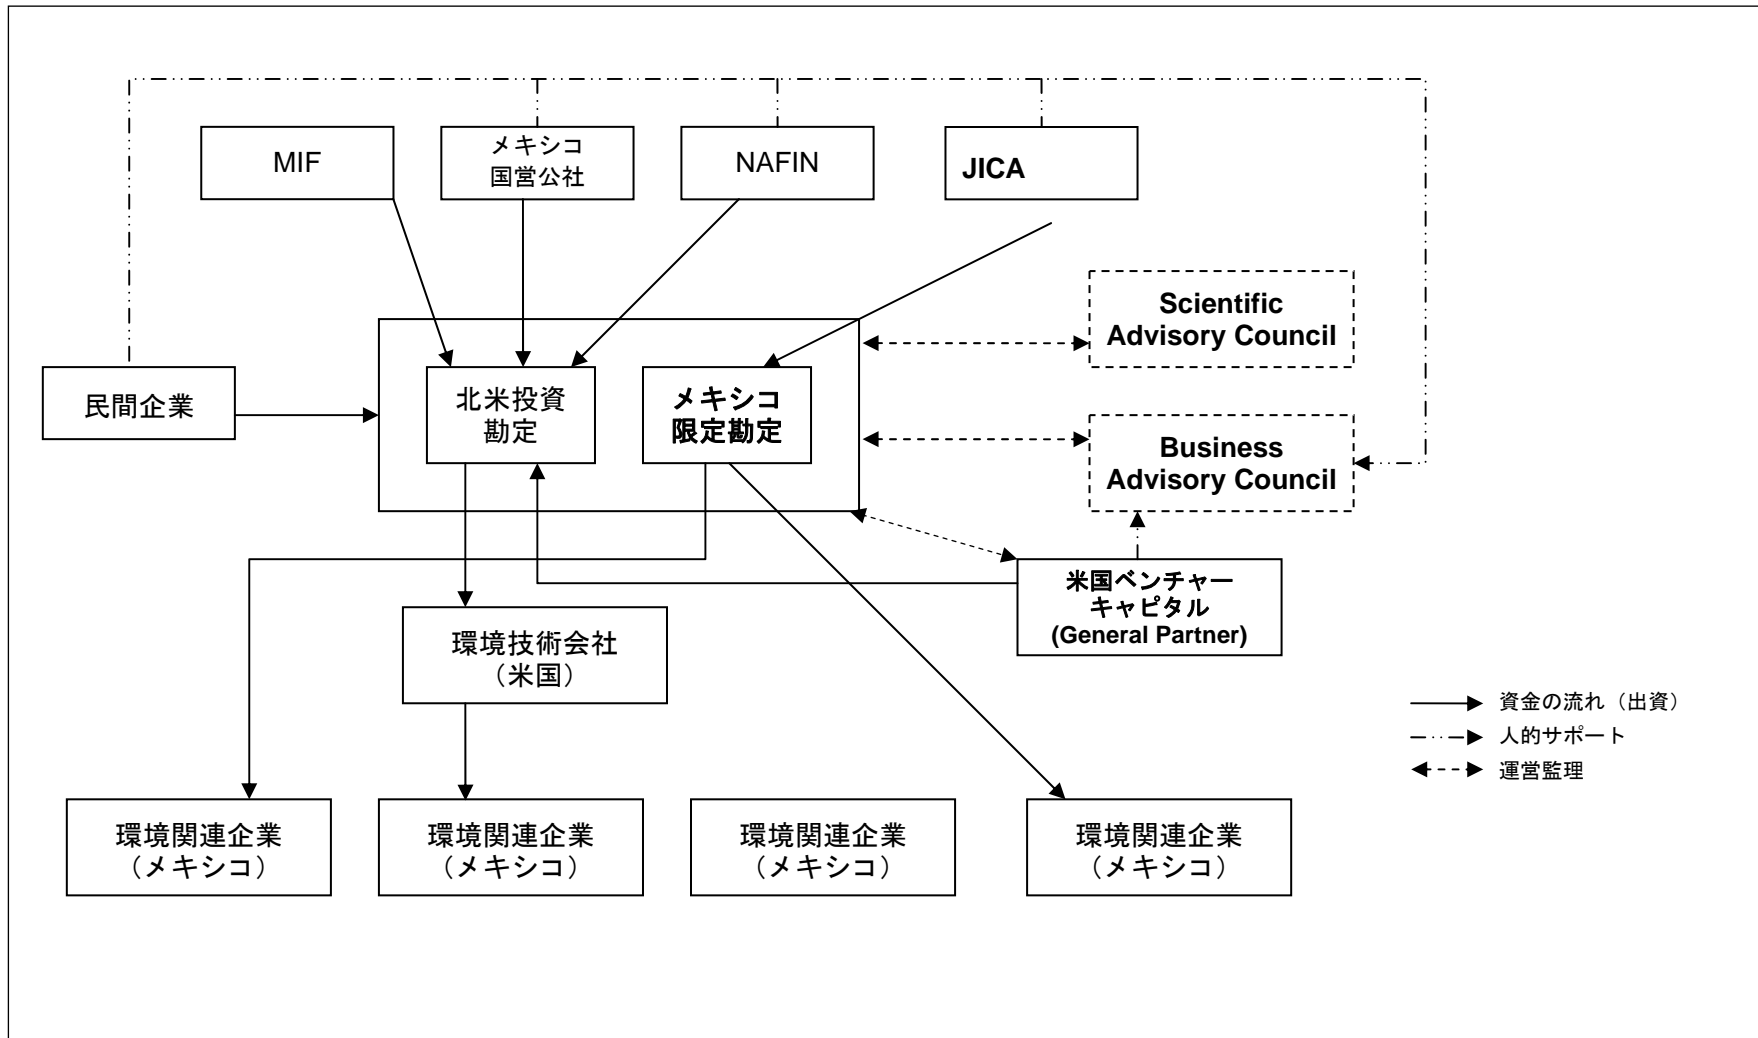 MIF
メキシコ
国営公社
NAFIN
JICA
Scientific
Advisory Council
民間企業
北米投資
勘定
メキシコ
限定勘定
Business
Advisory Council
米国ベンチャー
キャピタル
(General Partner)
環境技術会社
（米国）
資金の流れ（出資）
人的サポート
運営監理
環境関連企業
（メキシコ）
環境関連企業
（メキシコ）
環境関連企業
（メキシコ）
環境関連企業
（メキシコ）